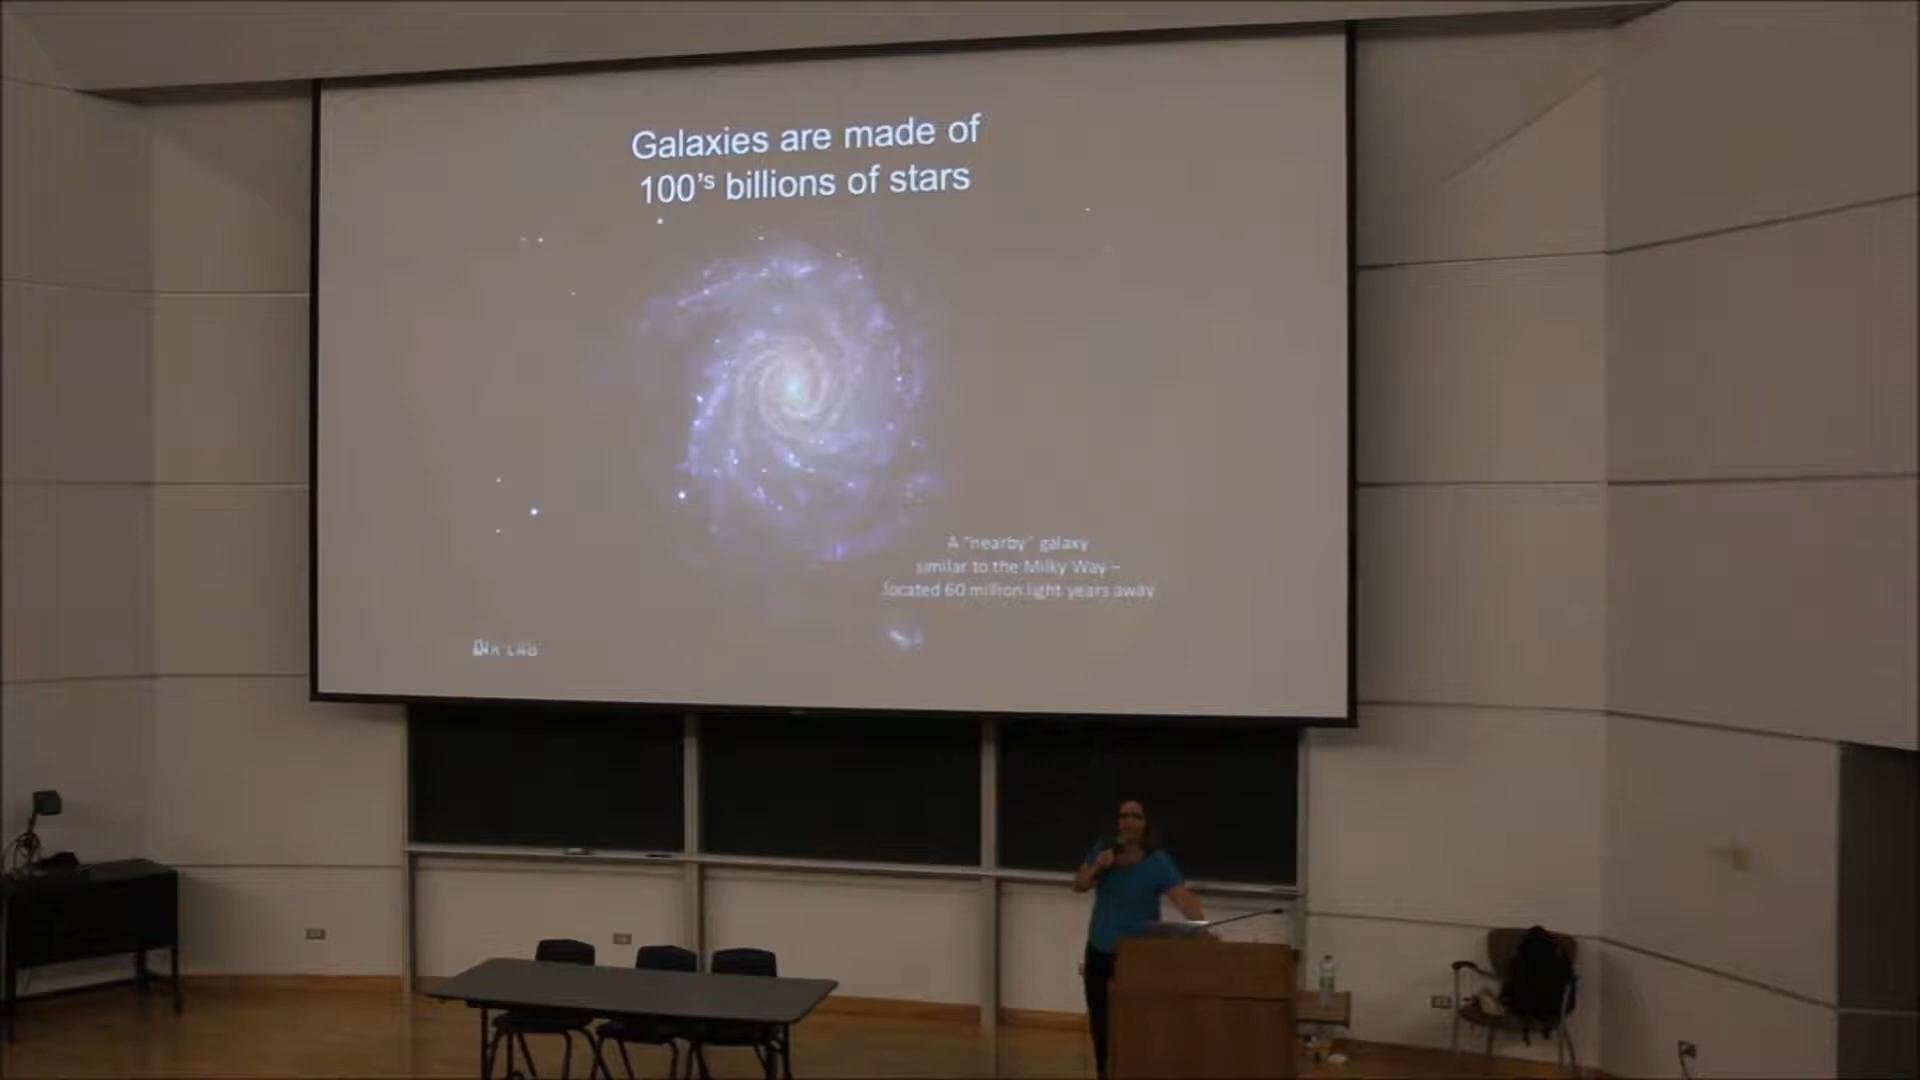 Galaxies are made of
100's billions of stars
A "nearby" galaxy
similar to the Milky Way –
located 60 million light years away